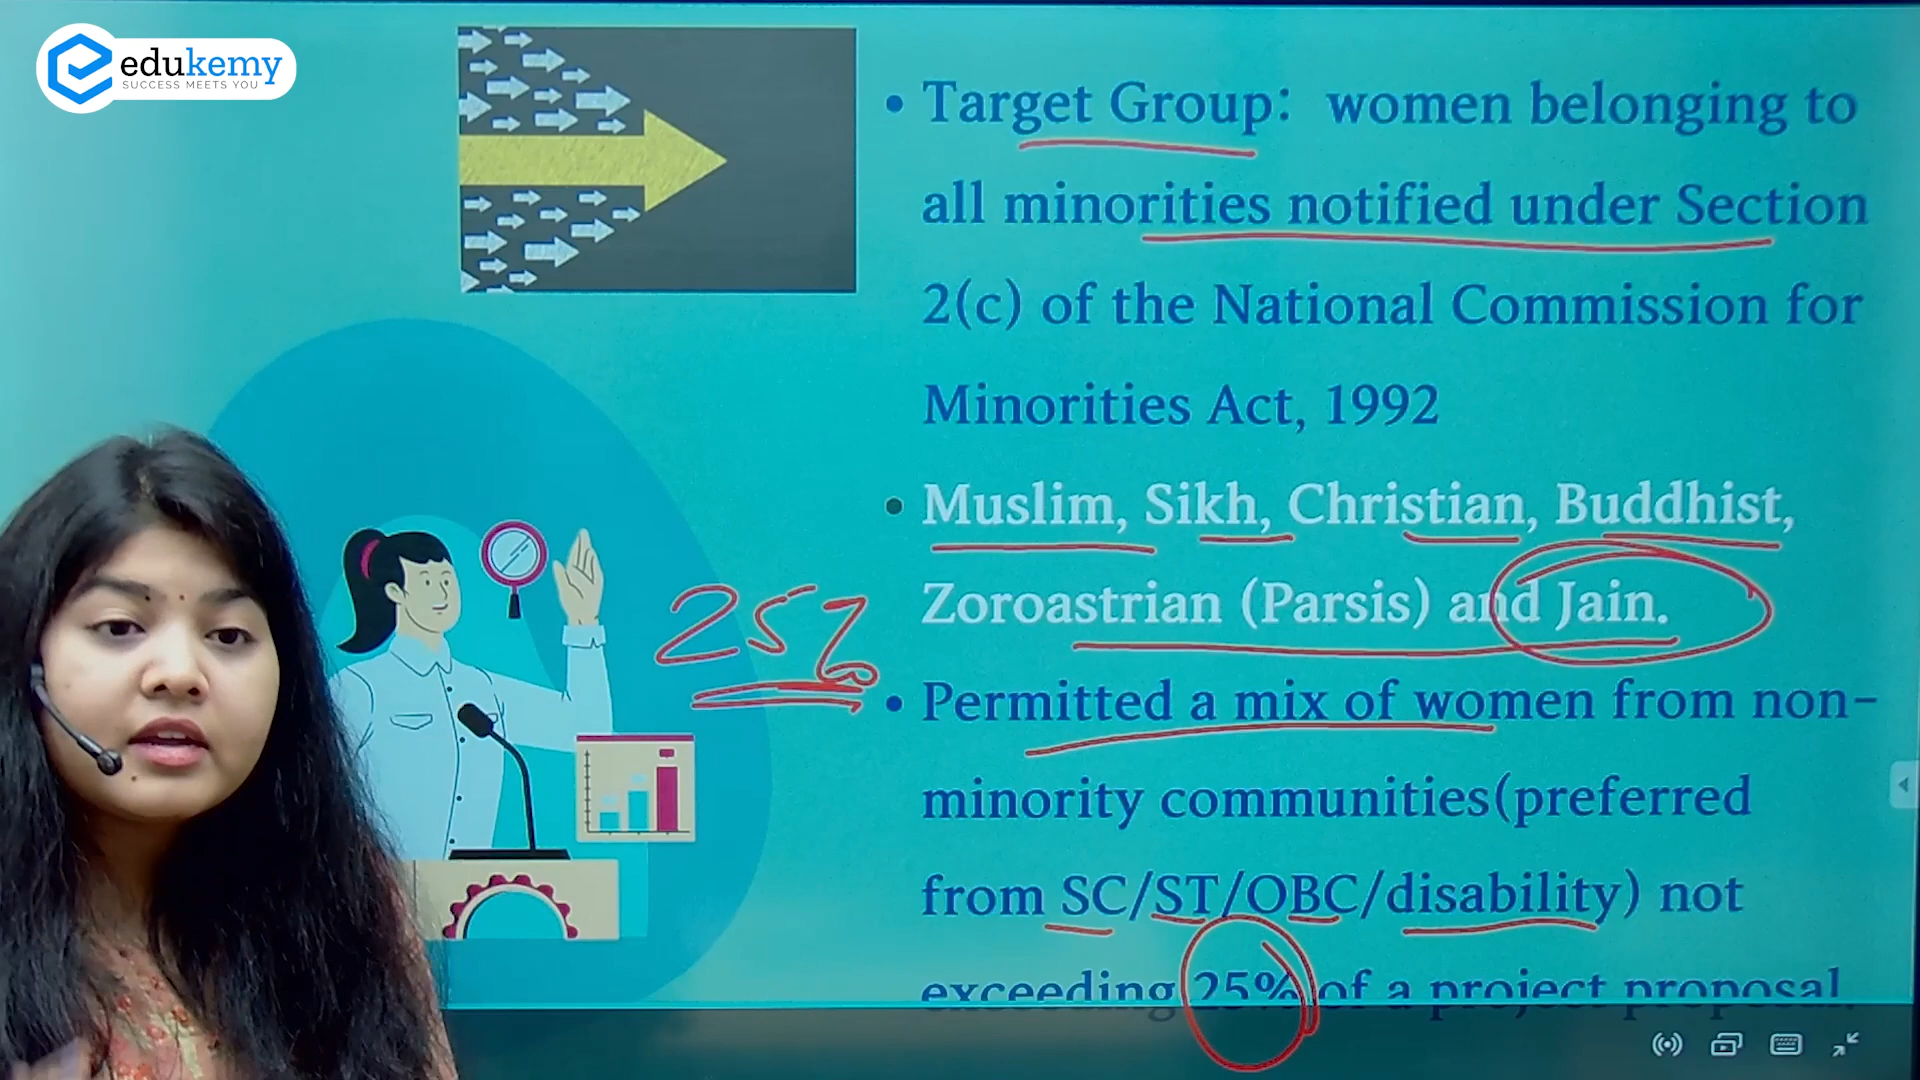 edukemy
SUCCESS MEETS YOU
• Target Group: women belonging to
all minorities notified under Section
2(c) of the National Commission for
Minorities Act, 1992
• Muslim, Sikh, Christian, Buddhist,
Zoroastrian (Parsis) and Jain.
25%
• Permitted a mix of women from non-
minority communities(preferred
from SC/ST/OBC/disability) not
exceeding 25% of a project proposal.